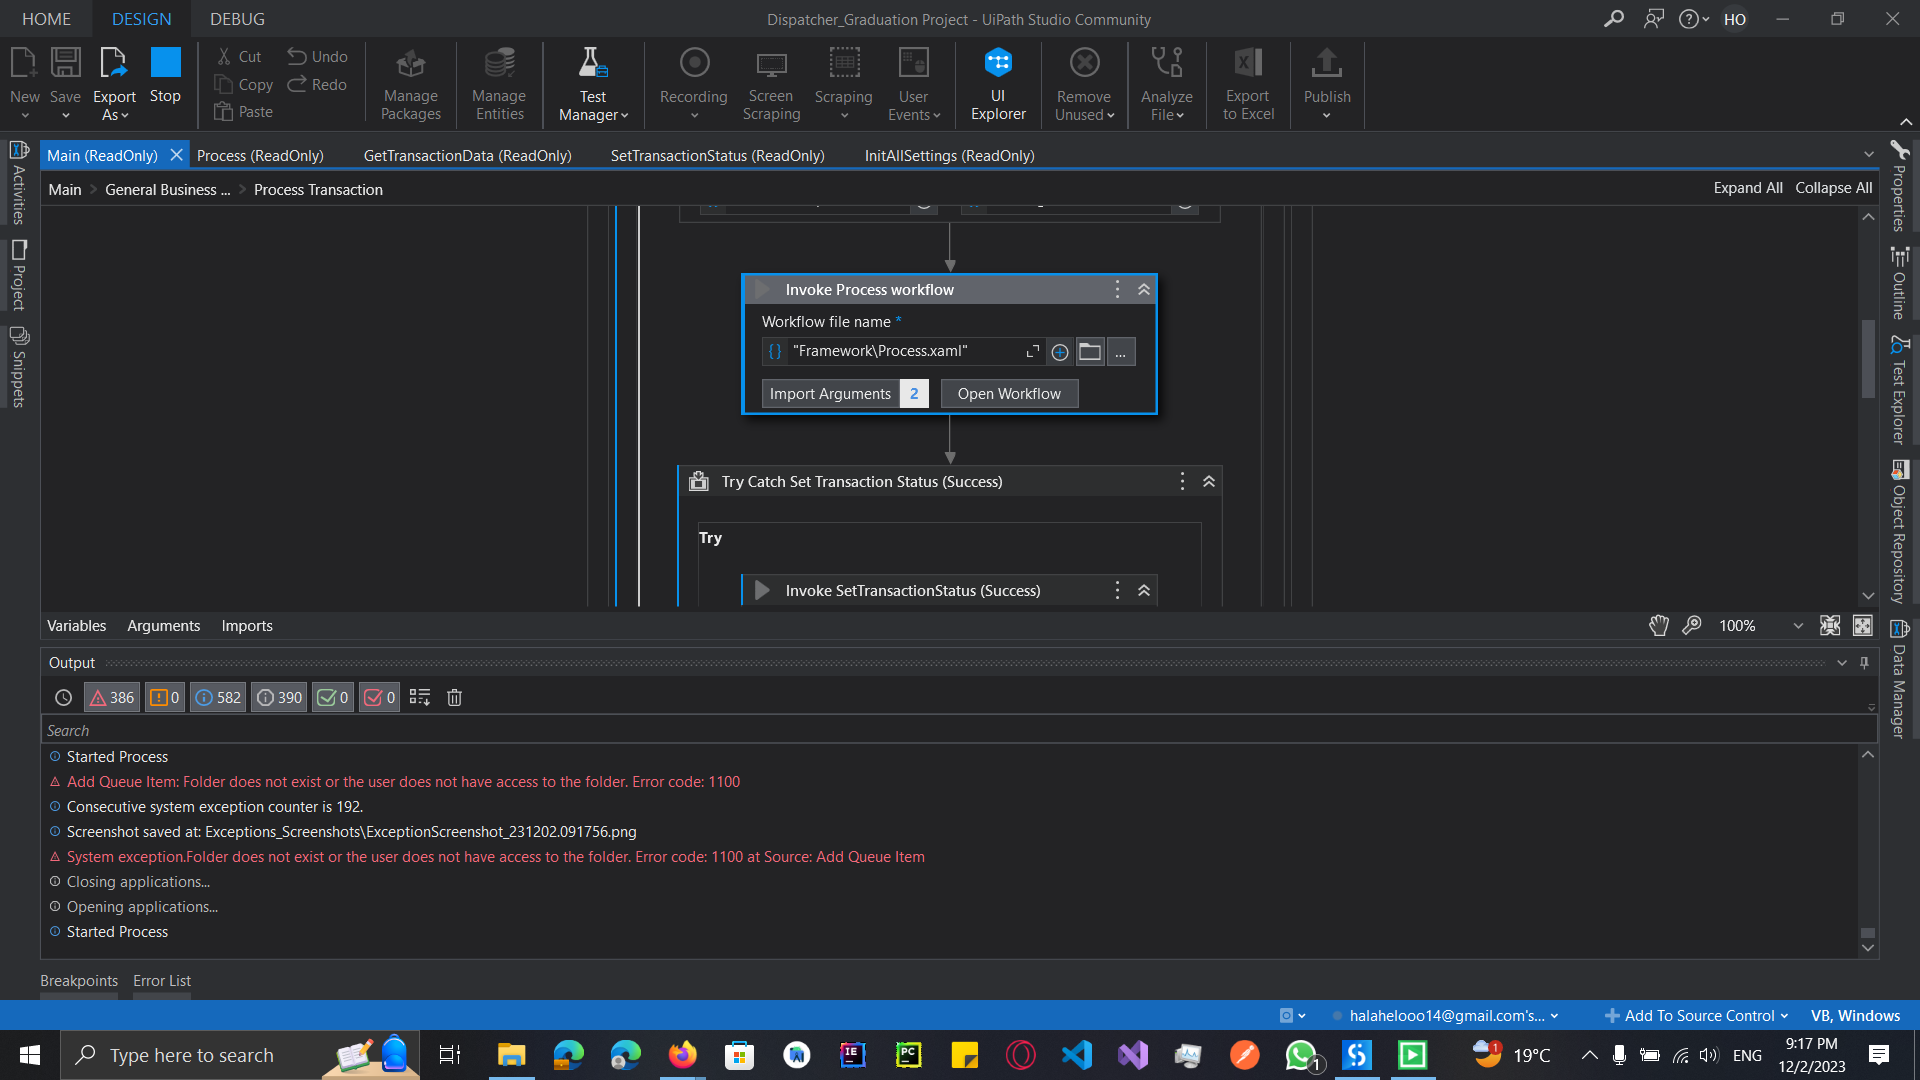 HOME DESIGN DEBUG
Dispatcher_Graduation Project - UiPath Studio Community
HO
New
Save
Export As
Stop
Cut
Copy
Paste
Undo
Redo
Manage Packages
Manage Entities
Test Manager
Recording
Screen Scraping
Scraping
User Events
UI Explorer
Remove Unused
Analyze File
Export to Excel
Publish
Main (ReadOnly) Process (ReadOnly) GetTransactionData (ReadOnly) SetTransactionStatus (ReadOnly) InitAllSettings (ReadOnly)
Main > General Business ... > Process Transaction
Expand All Collapse All
Activities
Project
Snippets
Properties
Outline
Test Explorer
Object Repository
Data Manager
Invoke Process workflow
Workflow file name *
"Framework\Process.xaml"
...
Import Arguments 2 Open Workflow
Try Catch Set Transaction Status (Success)
Try
Invoke SetTransactionStatus (Success)
Variables Arguments Imports
100%
Output
386 0 582 390 0 0
Search
Started Process
Add Queue Item: Folder does not exist or the user does not have access to the folder. Error code: 1100
Consecutive system exception counter is 192.
Screenshot saved at: Exceptions_Screenshots\ExceptionScreenshot_231202.091756.png
System exception.Folder does not exist or the user does not have access to the folder. Error code: 1100 at Source: Add Queue Item
Closing applications...
Opening applications...
Started Process
Breakpoints Error List
halahelooo14@gmail.com's...
Add To Source Control
VB, Windows
Type here to search
IE
PC
1
1
19°C
ENG
9:17 PM
12/2/2023